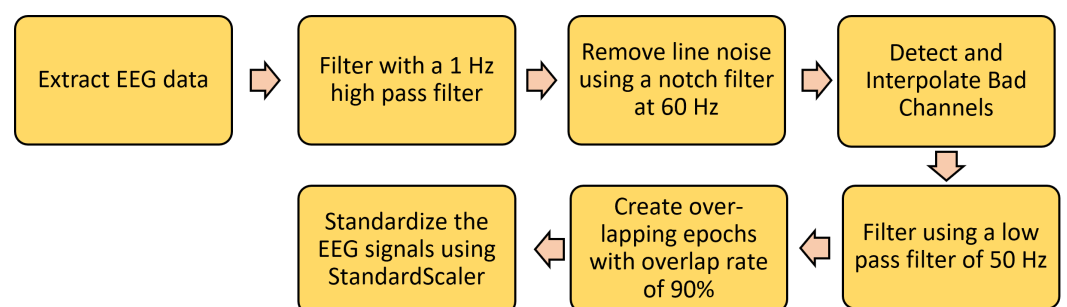 Extract EEG data
Filter with a 1 Hz
high pass filter
Remove line noise
using a notch filter
at 60 Hz
Detect and
Interpolate Bad
Channels
Filter using a low
pass filter of 50 Hz
Create over-
lapping epochs
with overlap rate
of 90%
Standardize the
EEG signals using
StandardScaler